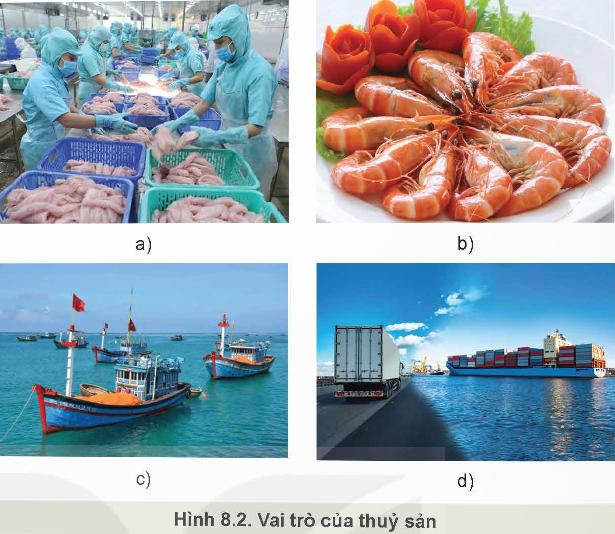 a)
b)
c)
d)
Hình 8.2. Vai trò của thuỷ sản